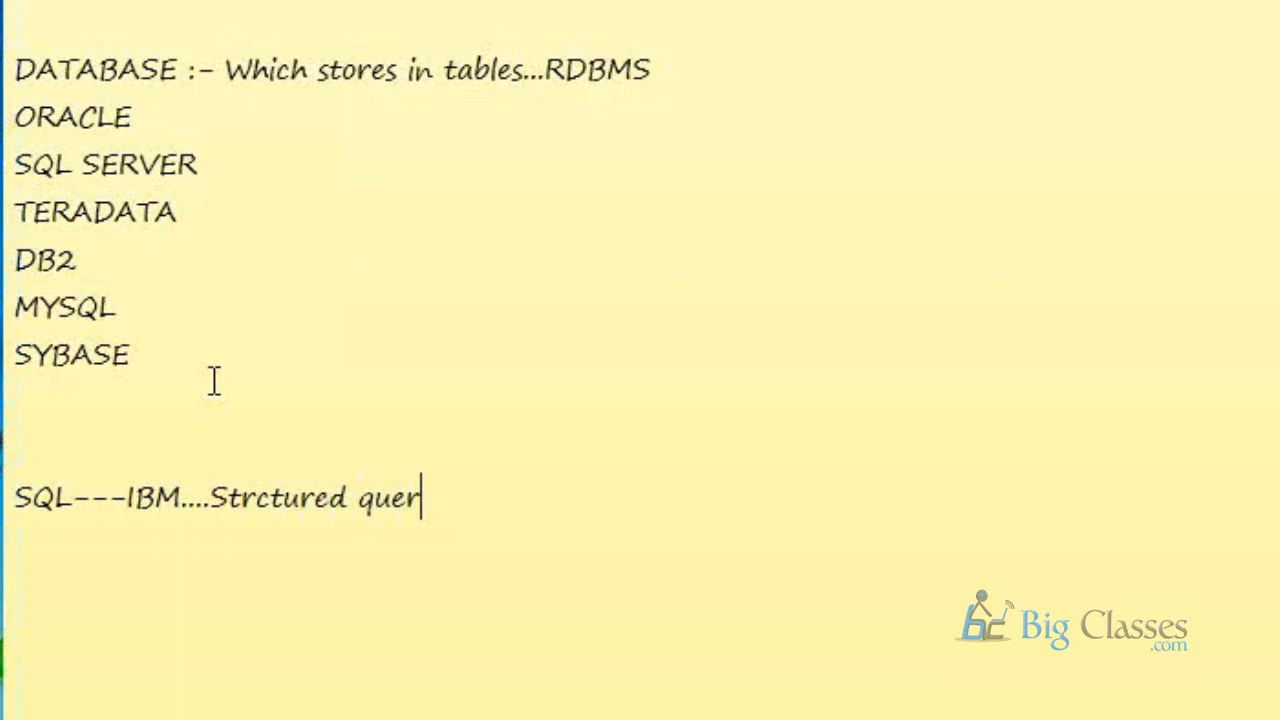 DATABASE :- Which stores in tables...RDBMS
ORACLE
SQL SERVER
TERADATA
DB2
MYSQL
SYBASE
SQL---IBM....Strctured quer
Big Classes
.com